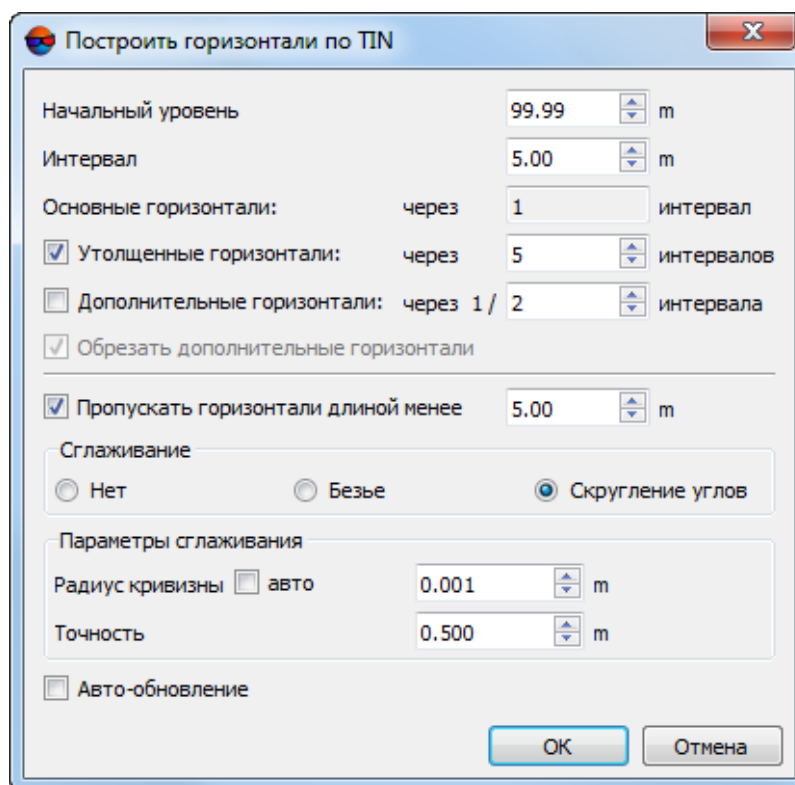 Построить горизонтали по TIN
Начальный уровень 99.99 m
Интервал 5.00 m
Основные горизонтали: через 1 интервал
Утолщенные горизонтали: через 5 интервалов
Дополнительные горизонтали: через 1 / 2 интервала
Обрезать дополнительные горизонтали
Пропускать горизонтали длиной менее 5.00 m
Сглаживание
Нет Безье Скругление углов
Параметры сглаживания
Радиус кривизны авто 0.001 m
Точность 0.500 m
Авто-обновление
OK Отмена